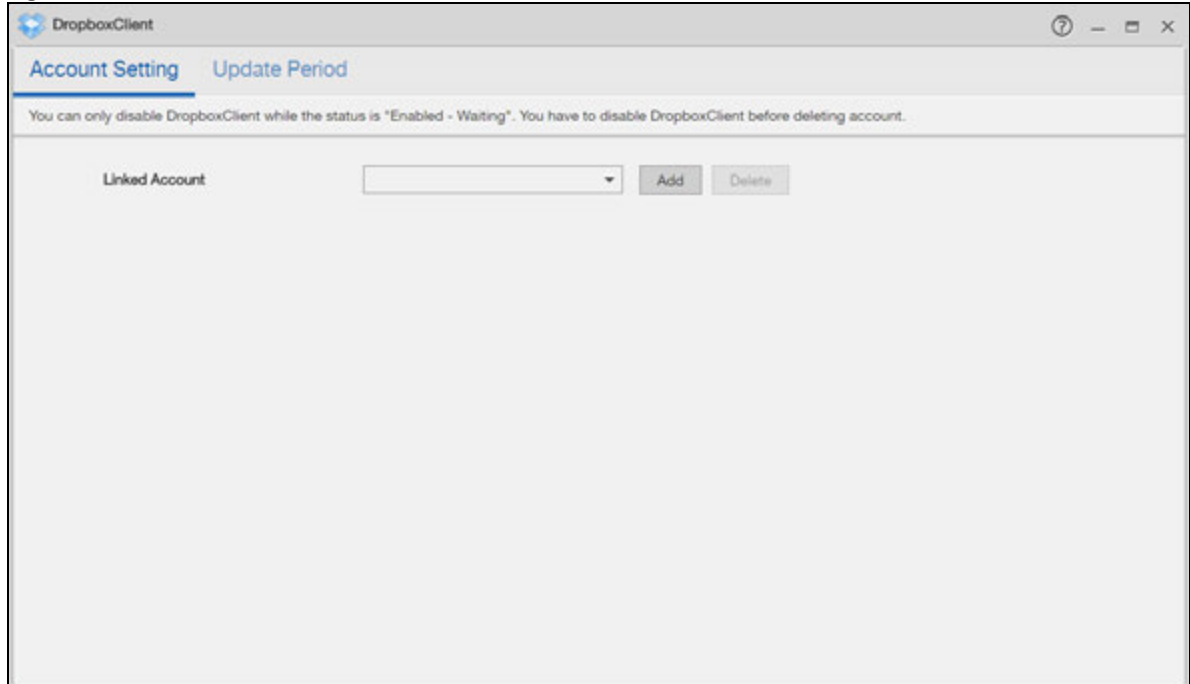 DropboxClient
Account Setting Update Period
You can only disable DropboxClient while the status is "Enabled - Waiting". You have to disable DropboxClient before deleting account.
Linked Account Add Delete